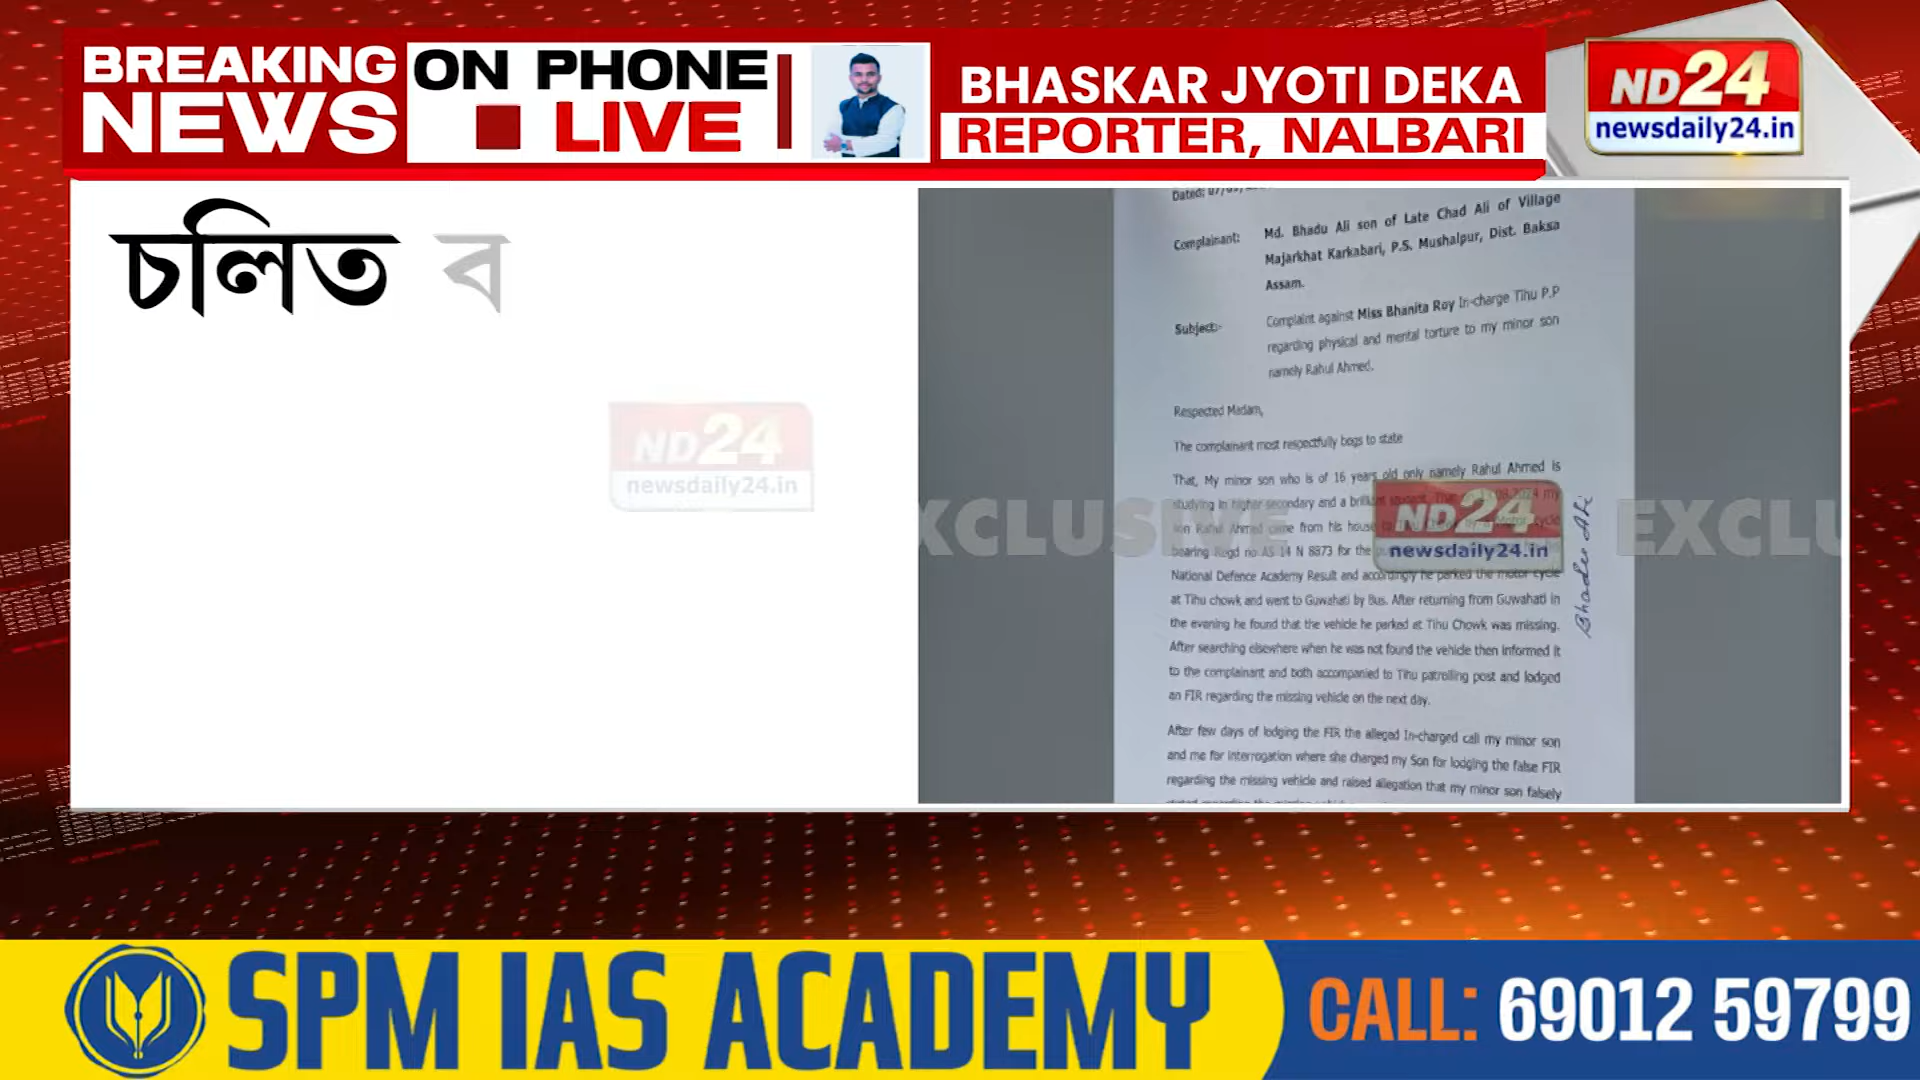 BREAKING
NEWS
ON PHONE
LIVE
BHASKAR JYOTI DEKA
REPORTER, NALBARI
ND24
newsdaily24.in
চলিত ব
ND24
newsdaily24.in
Dated:
Complainant: Md. Bhadu Ali son of Late Chad Ali of Village
Majarkhat Karkabari, P.S. Mushalpur, Dist. Baksa
Assam.
Subject:- Complaint against Miss Bhanita Roy In-charge Tihu P.P
regarding physical and mental torture to my minor son
namely Rahul Ahmed.
Respected Madam,
The complainant most respectfully begs to state
That, My minor son who is of 16 years old only namely Rahul Ahmed is
studying in higher secondary and a brilliant student. my
son Rahul Ahmed came from his house
bearing Regd no AS 14 N 8873 for the
National Defence Academy Result and accordingly he parked the motor cycle
at Tihu chowk and went to Guwahati by Bus. After returning from Guwahati in
the evening he found that the vehicle he parked at Tihu Chowk was missing.
After searching elsewhere when he was not found the vehicle then informed it
to the complainant and both accompanied to Tihu patrolling post and lodged
an FIR regarding the missing vehicle on the next day.
After few days of lodging the FIR the alleged In-charged call my minor son
and me for interrogation where she charged my Son for lodging the false FIR
regarding the missing vehicle and raised allegation that my minor son falsely
Bhadu Ali
EXCLUSIVE
ND24
newsdaily24.in
EXCLU
SPM IAS ACADEMY
CALL: 69012 59799